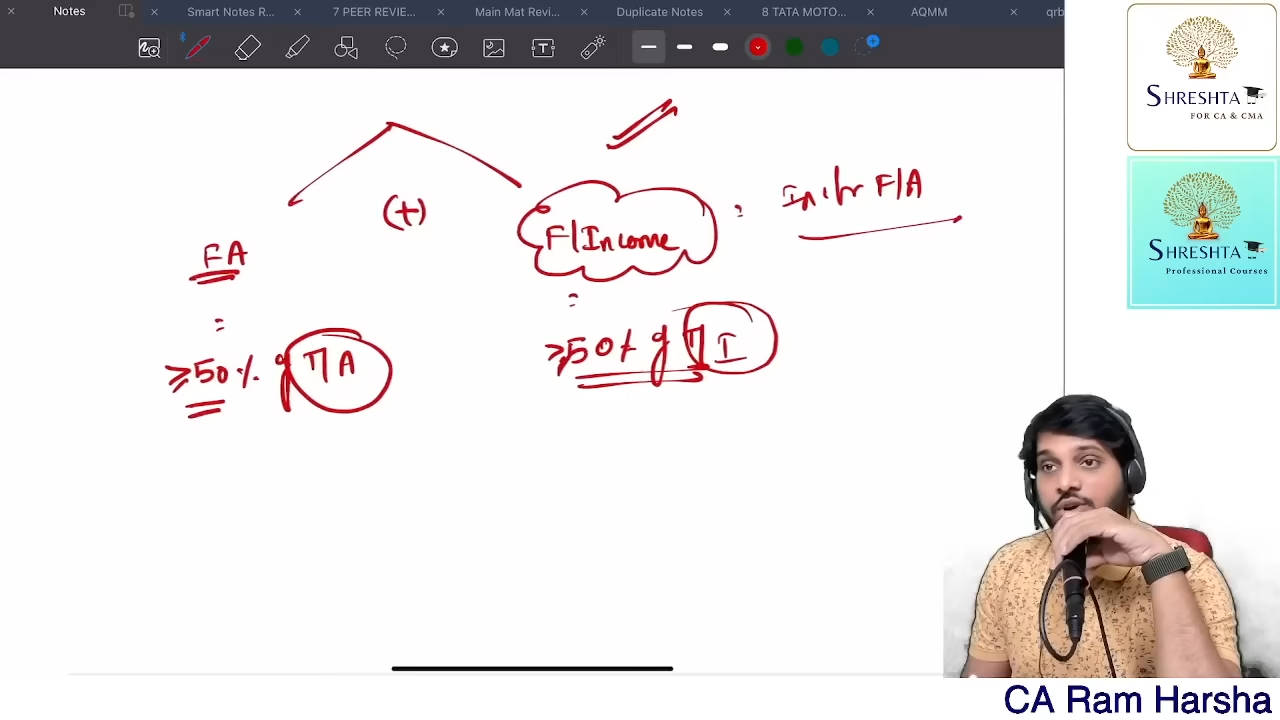 Notes
Smart Notes R...
7 PEER REVIE...
Main Mat Revi...
Duplicate Notes
8 TATA MOTO...
AQMM
qrb
SHRESHTA
FOR CA & CMA
SHRESHTA
Professional Courses
(+)
F/Income
:
F/A
FA
=
=
≥50% of TA
≥50% of TI
CA Ram Harsha